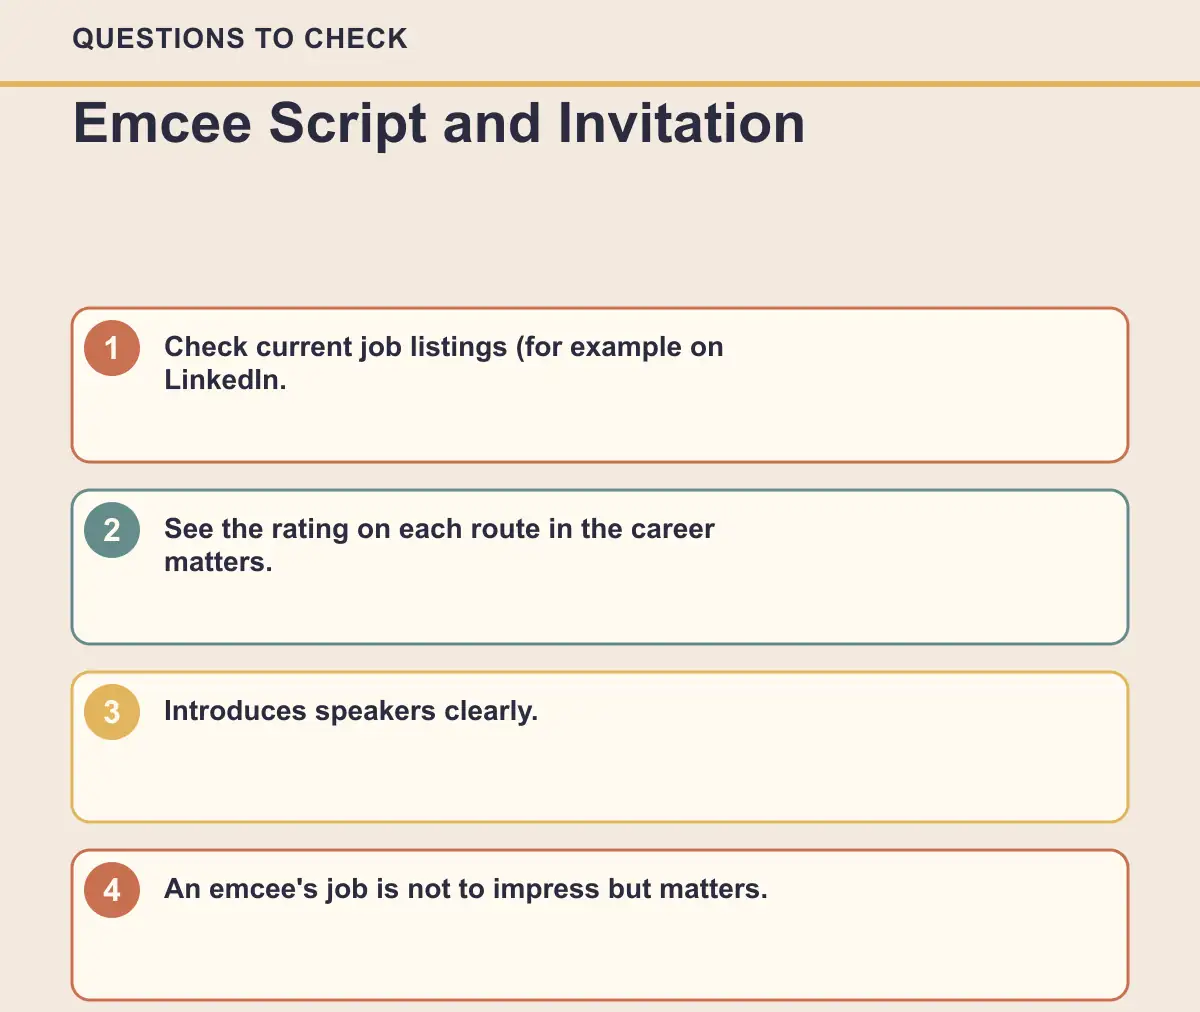 QUESTIONS TO CHECK
Emcee Script and Invitation
1
Check current job listings (for example on
LinkedIn.
2
See the rating on each route in the career
matters.
3
Introduces speakers clearly.
4
An emcee's job is not to impress but matters.